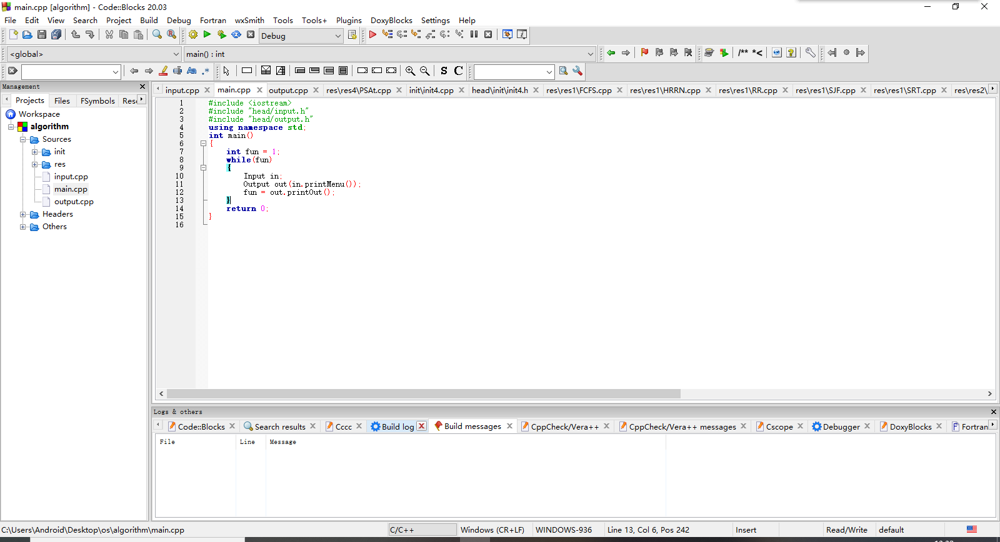 main.cpp [algorithm] - Code::Blocks 20.03
File Edit View Search Project Build Debug Fortran wxSmith Tools Tools+ Plugins DoxyBlocks Settings Help
Debug
<global> main() : int
/** *<
Aa .* S C
Management
Projects Files FSymbols Res
input.cpp main.cpp output.cpp res\res4\PSAt.cpp init\init4.cpp head\init\init4.h res\res1\FCFS.cpp res\res1\HRRN.cpp res\res1\RR.cpp res\res1\SJF.cpp res\res1\SRT.cpp res\res2\
Workspace
algorithm
Sources
init
res
input.cpp
main.cpp
output.cpp
Headers
Others
1 #include <iostream>
2 #include "head/input.h"
3 #include "head/output.h"
4 using namespace std;
5 int main()
6 {
7 int fun = 1;
8 while(fun)
9 {
10 Input in;
11 Output out(in.printMenu());
12 fun = out.printOut();
13 }
14 return 0;
15 }
16
Logs & others
Code::Blocks Search results Cccc Build log Build messages CppCheck/Vera++ CppCheck/Vera++ messages Cscope Debugger DoxyBlocks Fortran
File Line Message
C:\Users\Android\Desktop\os\algorithm\main.cpp C/C++ Windows (CR+LF) WINDOWS-936 Line 13, Col 6, Pos 242 Insert Read/Write default